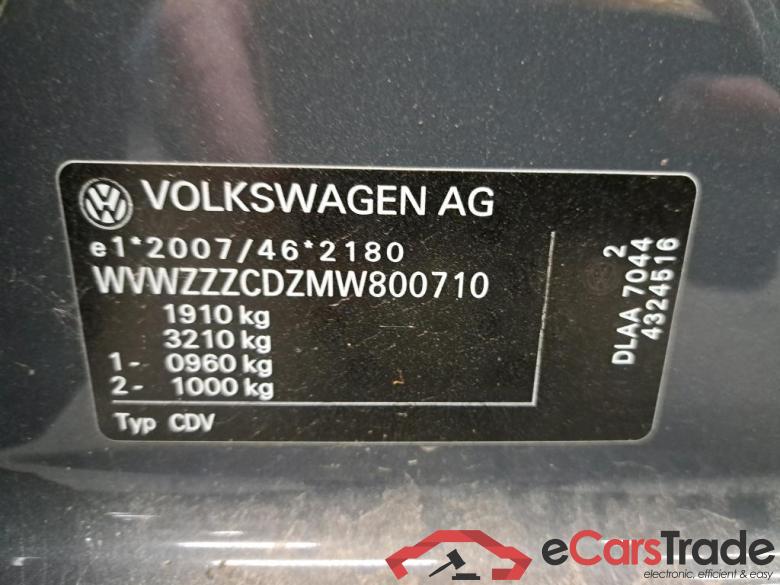 VOLKSWAGEN AG
e1*2007/46*2180
WVWZZZCDZMW800710
1910 kg
3210 kg
1- 0960 kg
2- 1000 kg
Typ CDV
2
DLAA 7044
4324516
eCarsTrade
electronic, efficient & easy